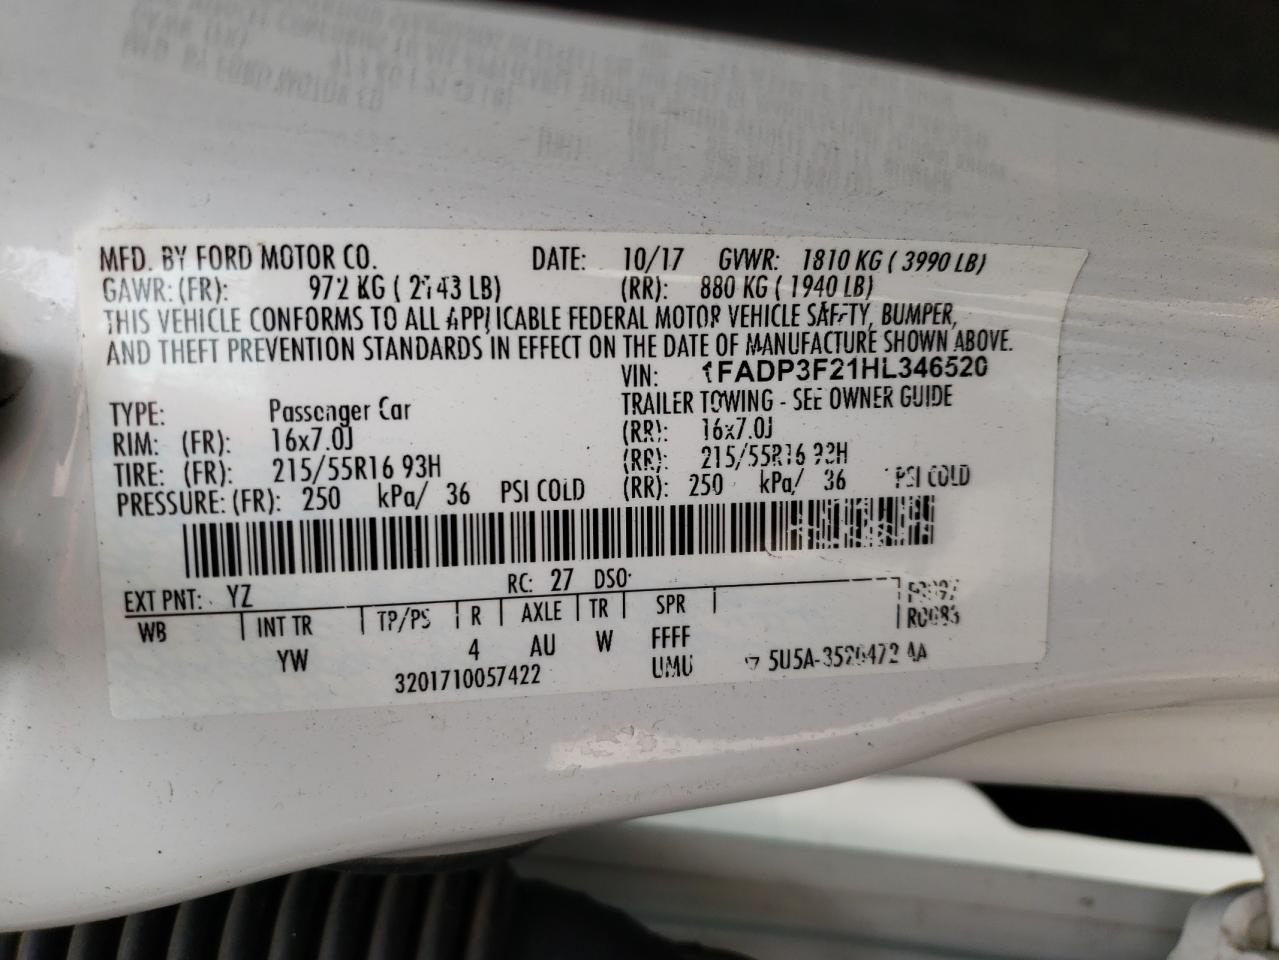 MFD. BY FORD MOTOR CO. DATE: 10/17 GVWR: 1810 KG ( 3990 LB)
GAWR: (FR): 972 KG ( 2143 LB) (RR): 880 KG ( 1940 LB)
THIS VEHICLE CONFORMS TO ALL APPLICABLE FEDERAL MOTOR VEHICLE SAFETY, BUMPER,
AND THEFT PREVENTION STANDARDS IN EFFECT ON THE DATE OF MANUFACTURE SHOWN ABOVE.
VIN: 1FADP3F21HL346520
TYPE: Passenger Car TRAILER TOWING - SEE OWNER GUIDE
RIM: (FR): 16x7.0J (RR): 16x7.0J
TIRE: (FR): 215/55R16 93H (RR): 215/55R16 93H
PRESSURE: (FR): 250 kPa/ 36 PSI COLD (RR): 250 kPa/ 36 PSI COLD
EXT PNT: YZ RC: 27 DSO:
WB INT TR TP/PS R AXLE TR SPR
YW 4 AU W FFFF
3201710057422 UMU